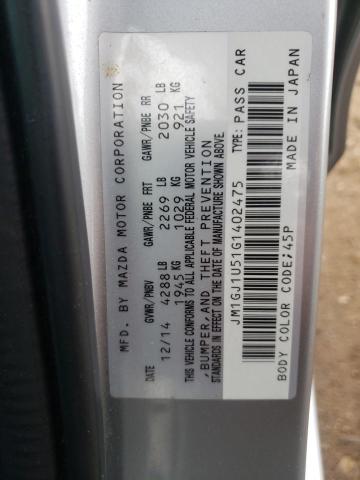 MFD. BY MAZDA MOTOR CORPORATION
DATE GVWR/PNBV GAWR/PNBE FRT GAWR/PNBE RR
12/14 4288 LB 2269 LB 2030 LB
1945 KG 1029 KG 921 KG
THIS VEHICLE CONFORMS TO ALL APPLICABLE FEDERAL MOTOR VEHICLE SAFETY
,BUMPER,AND THEFT PREVENTION
STANDARDS IN EFFECT ON THE DATE OF MANUFACTURE SHOWN ABOVE.
JM1GJ1U51G1402475 TYPE: PASS CAR
BODY COLOR CODE;45P MADE IN JAPAN